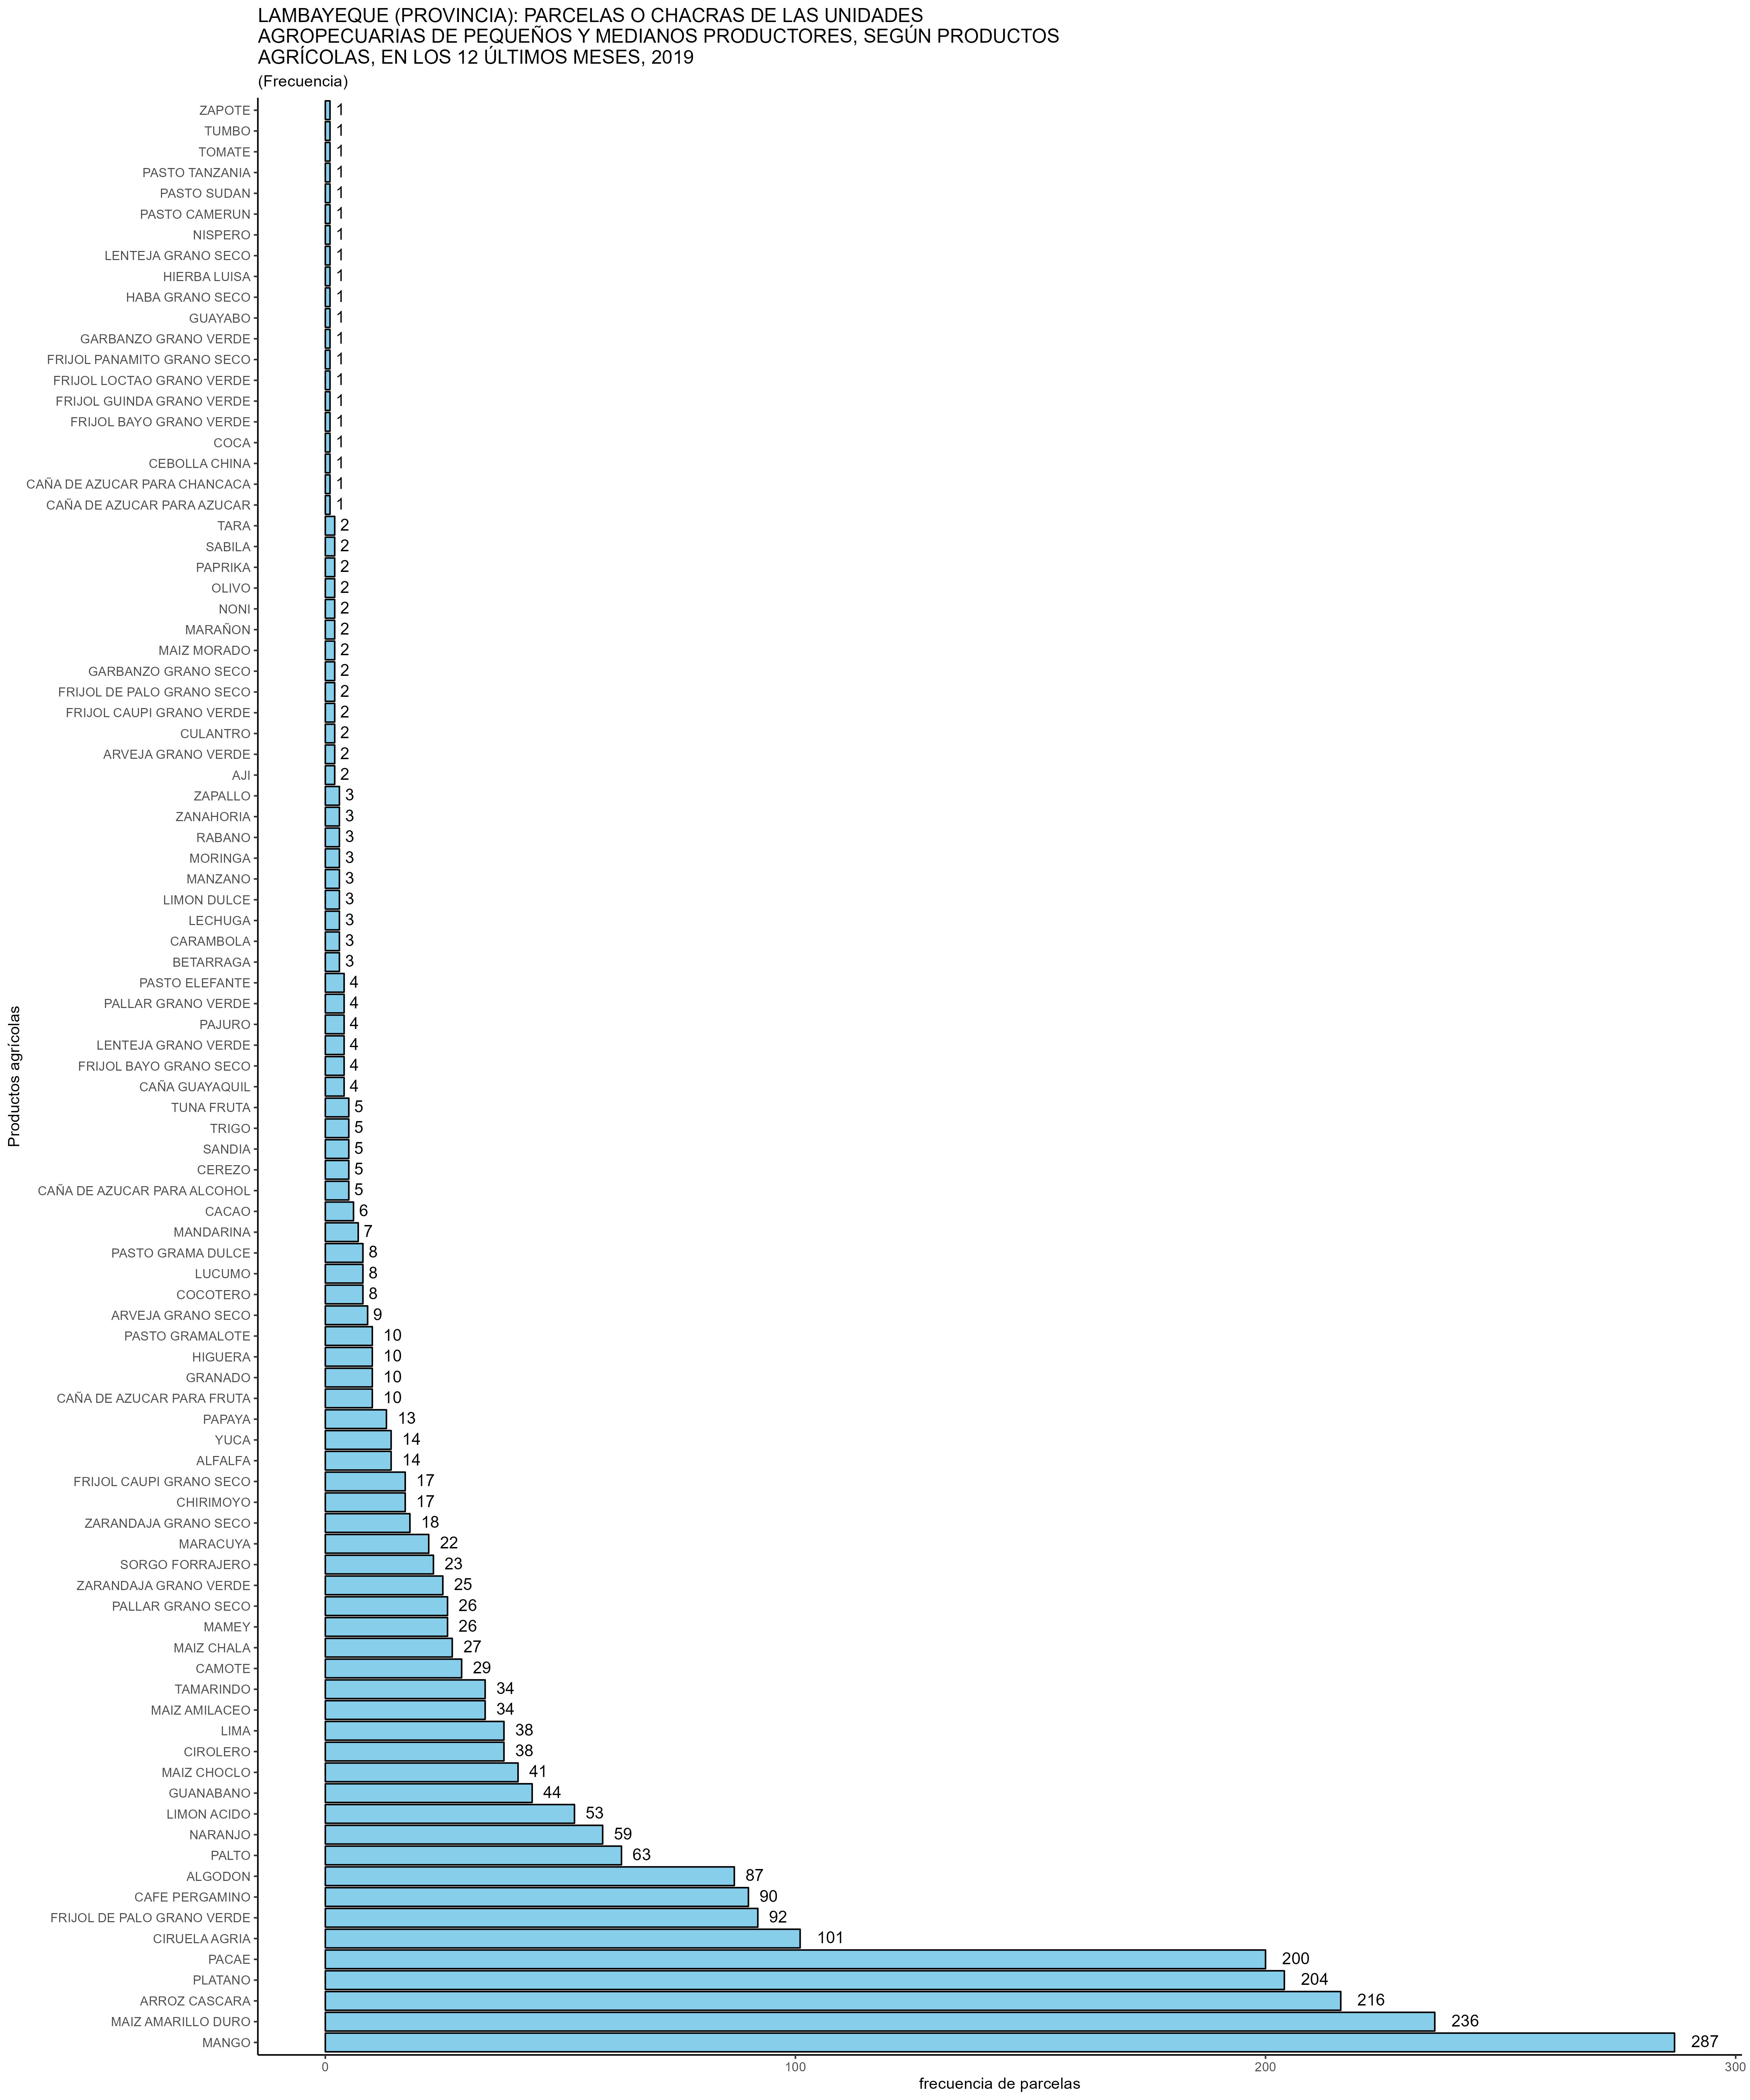 LAMBAYEQUE (PROVINCIA): PARCELAS O CHACRAS DE LAS UNIDADES
AGROPECUARIAS DE PEQUEÑOS Y MEDIANOS PRODUCTORES, SEGÚN PRODUCTOS
AGRÍCOLAS, EN LOS 12 ÚLTIMOS MESES, 2019
(Frecuencia)
Productos agrícolas
ZAPOTE 1
TUMBO 1
TOMATE 1
PASTO TANZANIA 1
PASTO SUDAN 1
PASTO CAMERUN 1
NISPERO 1
LENTEJA GRANO SECO 1
HIERBA LUISA 1
HABA GRANO SECO 1
GUAYABO 1
GARBANZO GRANO VERDE 1
FRIJOL PANAMITO GRANO SECO 1
FRIJOL LOCTAO GRANO VERDE 1
FRIJOL GUINDA GRANO VERDE 1
FRIJOL BAYO GRANO VERDE 1
COCA 1
CEBOLLA CHINA 1
CAÑA DE AZUCAR PARA CHANCACA 1
CAÑA DE AZUCAR PARA AZUCAR 1
TARA 2
SABILA 2
PAPRIKA 2
OLIVO 2
NONI 2
MARAÑON 2
MAIZ MORADO 2
GARBANZO GRANO SECO 2
FRIJOL DE PALO GRANO SECO 2
FRIJOL CAUPI GRANO VERDE 2
CULANTRO 2
ARVEJA GRANO VERDE 2
AJI 2
ZAPALLO 3
ZANAHORIA 3
RABANO 3
MORINGA 3
MANZANO 3
LIMON DULCE 3
LECHUGA 3
CARAMBOLA 3
BETARRAGA 3
PASTO ELEFANTE 4
PALLAR GRANO VERDE 4
PAJURO 4
LENTEJA GRANO VERDE 4
FRIJOL BAYO GRANO SECO 4
CAÑA GUAYAQUIL 4
TUNA FRUTA 5
TRIGO 5
SANDIA 5
CEREZO 5
CAÑA DE AZUCAR PARA ALCOHOL 5
CACAO 6
MANDARINA 7
PASTO GRAMA DULCE 8
LUCUMO 8
COCOTERO 8
ARVEJA GRANO SECO 9
PASTO GRAMALOTE 10
HIGUERA 10
GRANADO 10
CAÑA DE AZUCAR PARA FRUTA 10
PAPAYA 13
YUCA 14
ALFALFA 14
FRIJOL CAUPI GRANO SECO 17
CHIRIMOYO 17
ZARANDAJA GRANO SECO 18
MARACUYA 22
SORGO FORRAJERO 23
ZARANDAJA GRANO VERDE 25
PALLAR GRANO SECO 26
MAMEY 26
MAIZ CHALA 27
CAMOTE 29
TAMARINDO 34
MAIZ AMILACEO 34
LIMA 38
CIROLERO 38
MAIZ CHOCLO 41
GUANABANO 44
LIMON ACIDO 53
NARANJO 59
PALTO 63
ALGODON 87
CAFE PERGAMINO 90
FRIJOL DE PALO GRANO VERDE 92
CIRUELA AGRIA 101
PACAE 200
PLATANO 204
ARROZ CASCARA 216
MAIZ AMARILLO DURO 236
MANGO 287
0 100 200 300
frecuencia de parcelas